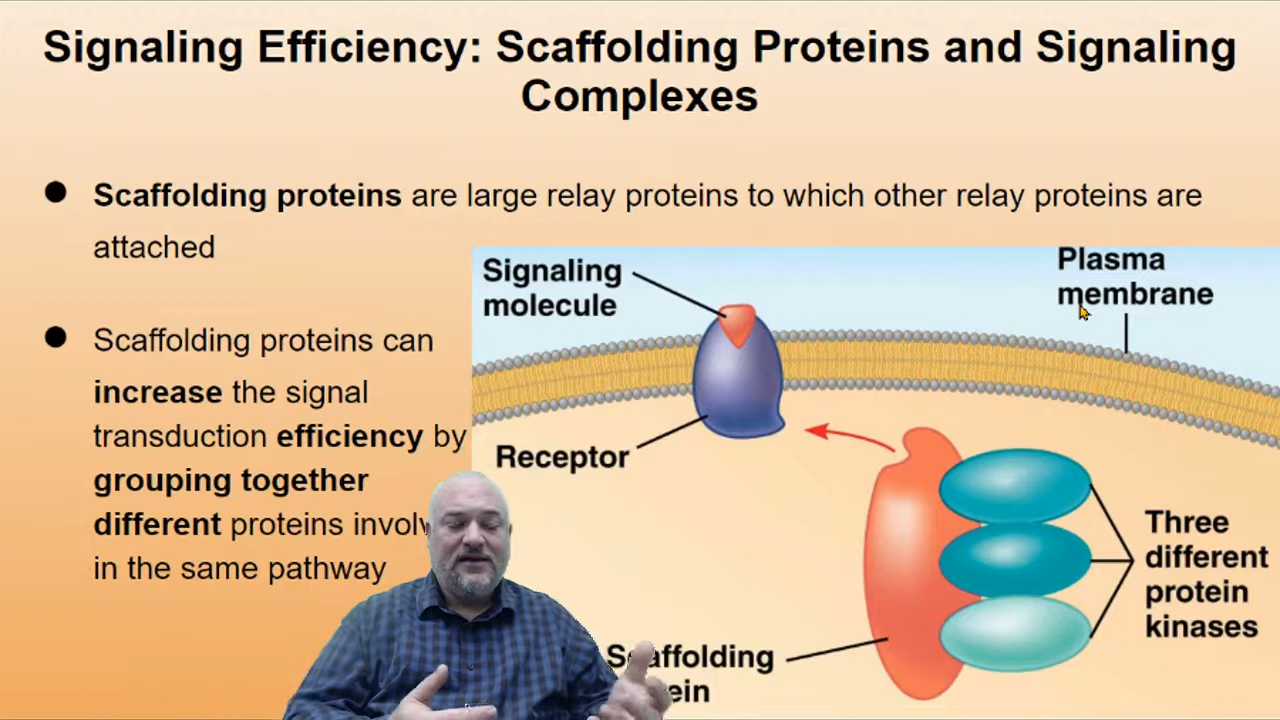 Signaling Efficiency: Scaffolding Proteins and Signaling
Complexes
● Scaffolding proteins are large relay proteins to which other relay proteins are
attached
● Scaffolding proteins can
increase the signal
transduction efficiency by
grouping together
different proteins
in the same pathway
Signaling
molecule
Plasma
membrane
Receptor
Three
different
protein
kinases
Scaffolding